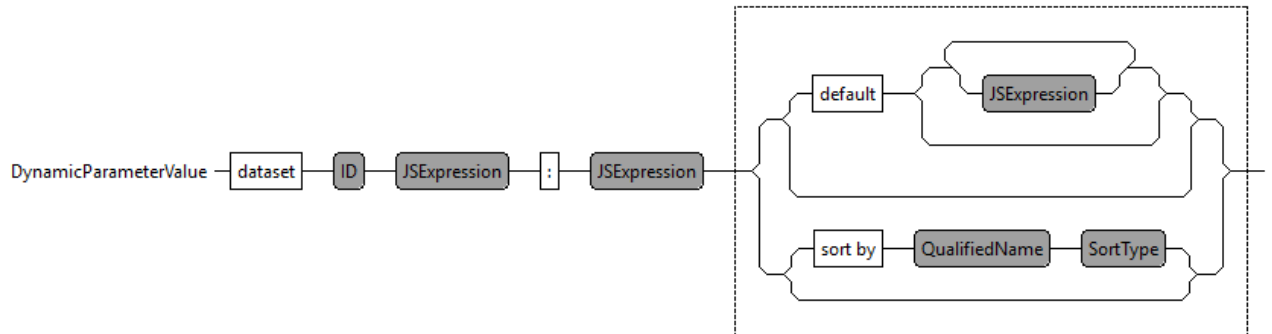 JSExpression
default
DynamicParameterValue dataset ID JSExpression : JSExpression
sort by QualifiedName SortType